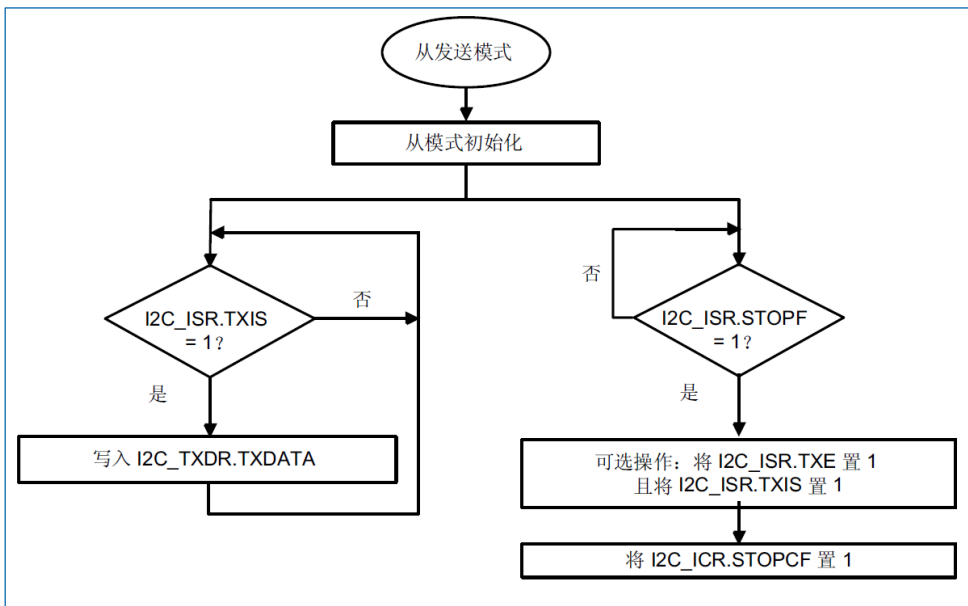 从发送模式
从模式初始化
否
I2C_ISR.TXIS
= 1?
是
写入 I2C_TXDR.TXDATA
否
I2C_ISR.STOPF
= 1?
是
可选操作：将 I2C_ISR.TXE 置 1
且将 I2C_ISR.TXIS 置 1
将 I2C_ICR.STOPCF 置 1